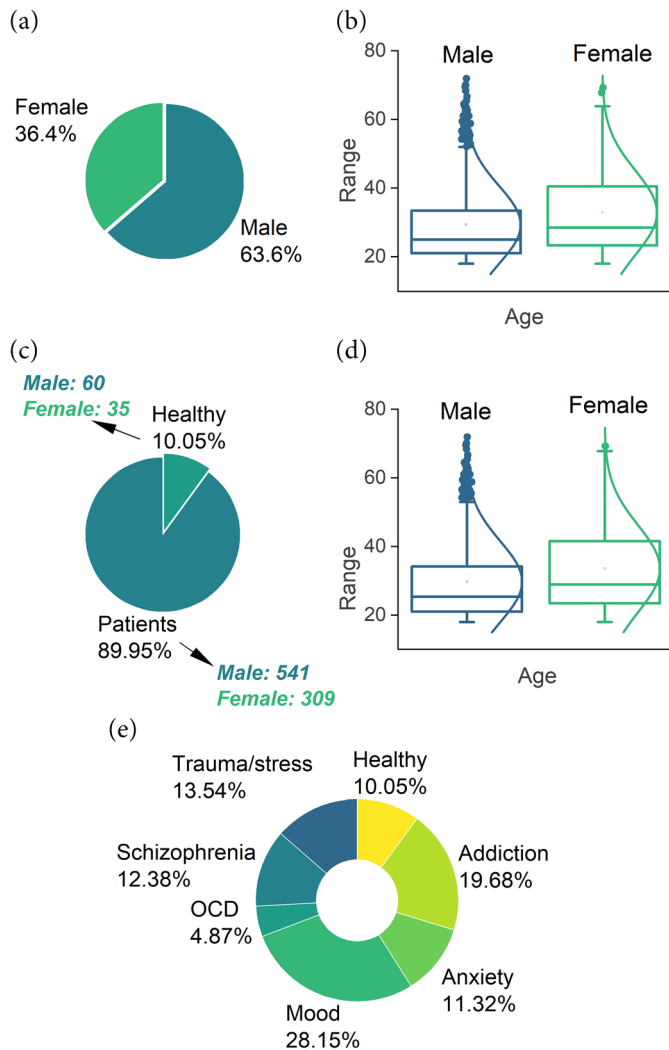 (a)
Female
36.4%
Male
63.6%
(b)
80
60
40
20
Range
Male
Female
Age
(c)
Male: 60
Female: 35
Healthy
10.05%
Patients
89.95%
Male: 541
Female: 309
(d)
80
60
40
20
Range
Male
Female
Age
(e)
Trauma/stress
13.54%
Healthy
10.05%
Schizophrenia
12.38%
Addiction
19.68%
OCD
4.87%
Anxiety
11.32%
Mood
28.15%